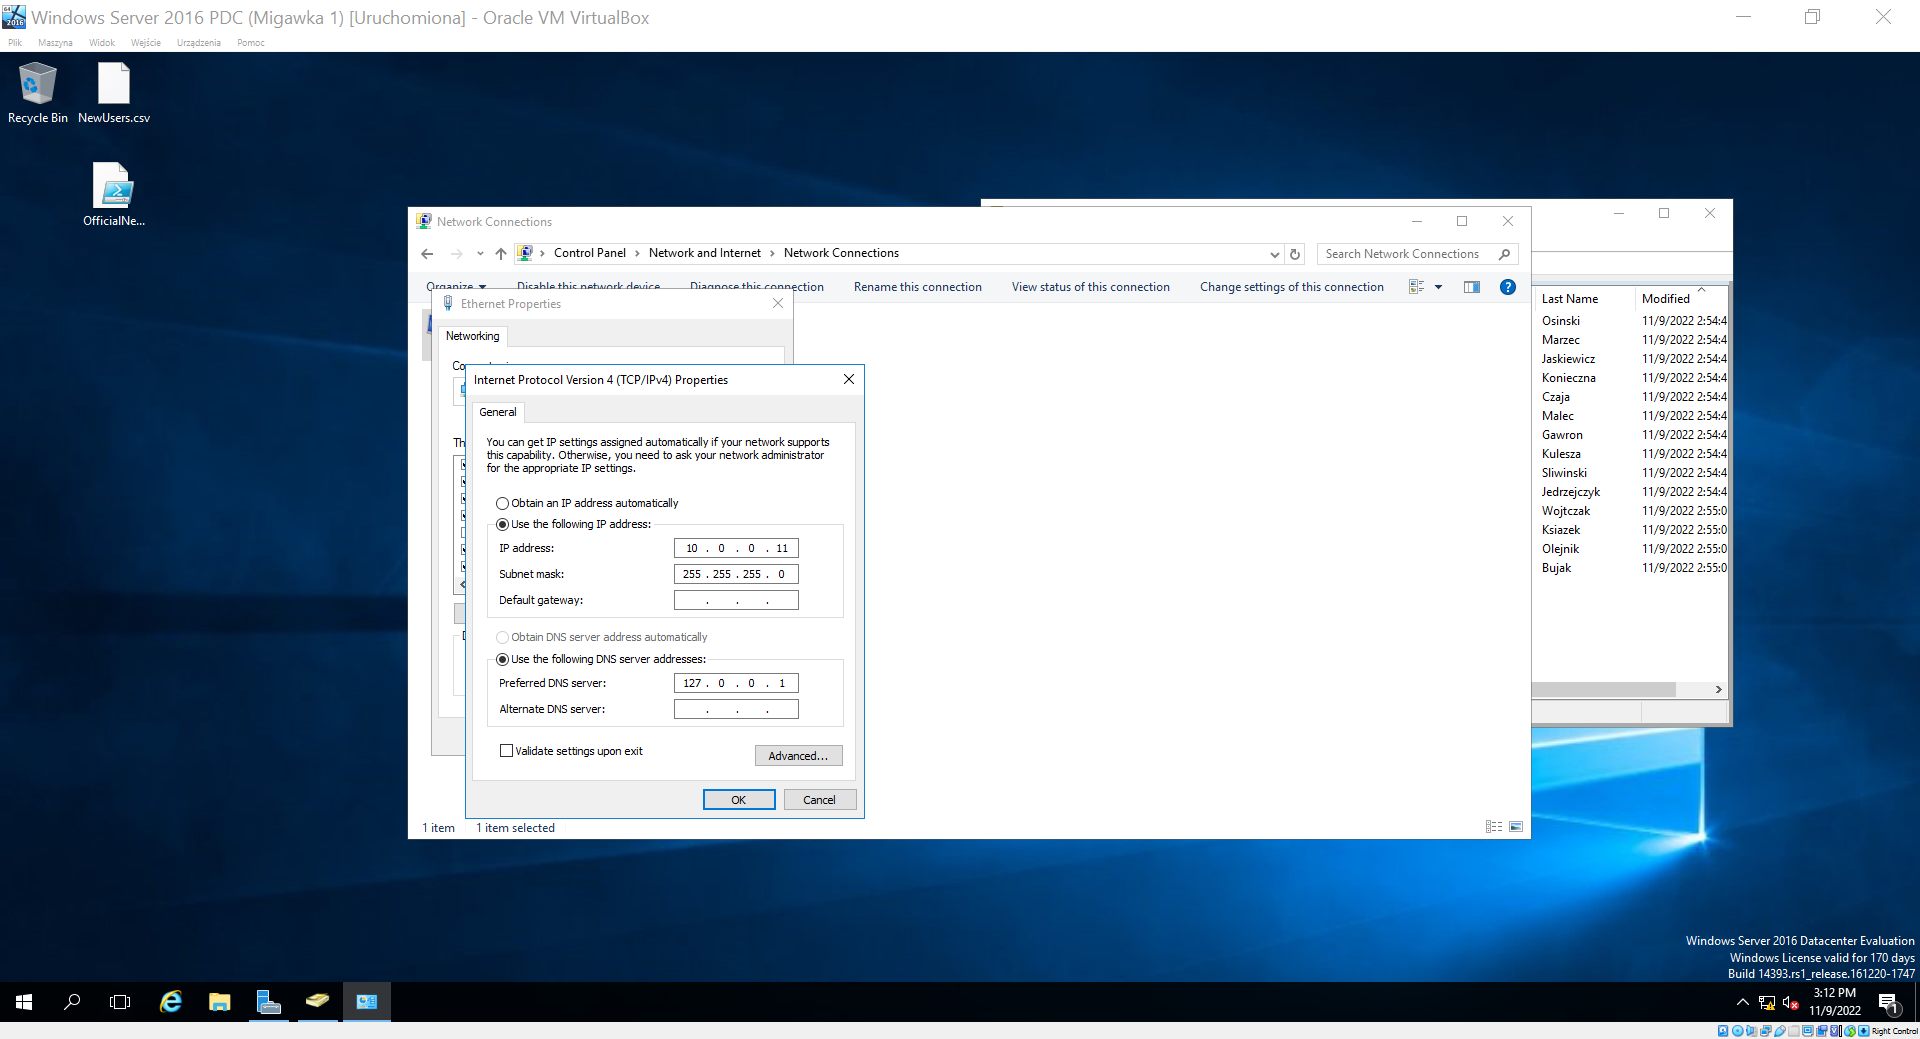 Windows Server 2016 PDC (Migawka 1) [Uruchomiona] - Oracle VM VirtualBox
Plik Maszyna Widok Wejście Urządzenia Pomoc
Recycle Bin
NewUsers.csv
OfficialNe...
Network Connections
Control Panel > Network and Internet > Network Connections
Search Network Connections
Organize
Disable this network device
Diagnose this connection
Rename this connection
View status of this connection
Change settings of this connection
Ethernet Properties
Networking
Internet Protocol Version 4 (TCP/IPv4) Properties
General
You can get IP settings assigned automatically if your network supports
this capability. Otherwise, you need to ask your network administrator
for the appropriate IP settings.
Obtain an IP address automatically
Use the following IP address:
IP address: 10 . 0 . 0 . 11
Subnet mask: 255 . 255 . 255 . 0
Default gateway: . . .
Obtain DNS server address automatically
Use the following DNS server addresses:
Preferred DNS server: 127 . 0 . 0 . 1
Alternate DNS server: . . .
Validate settings upon exit
Advanced...
OK Cancel
1 item 1 item selected
Last Name Modified
Osinski 11/9/2022 2:54:4
Marzec 11/9/2022 2:54:4
Jaskiewicz 11/9/2022 2:54:4
Konieczna 11/9/2022 2:54:4
Czaja 11/9/2022 2:54:4
Malec 11/9/2022 2:54:4
Gawron 11/9/2022 2:54:4
Kulesza 11/9/2022 2:54:4
Sliwinski 11/9/2022 2:54:4
Jedrzejczyk 11/9/2022 2:54:4
Wojtczak 11/9/2022 2:55:0
Ksiazek 11/9/2022 2:55:0
Olejnik 11/9/2022 2:55:0
Bujak 11/9/2022 2:55:0
Windows Server 2016 Datacenter Evaluation
Windows License valid for 170 days
Build 14393.rs1_release.161220-1747
3:12 PM
11/9/2022
1
Right Control